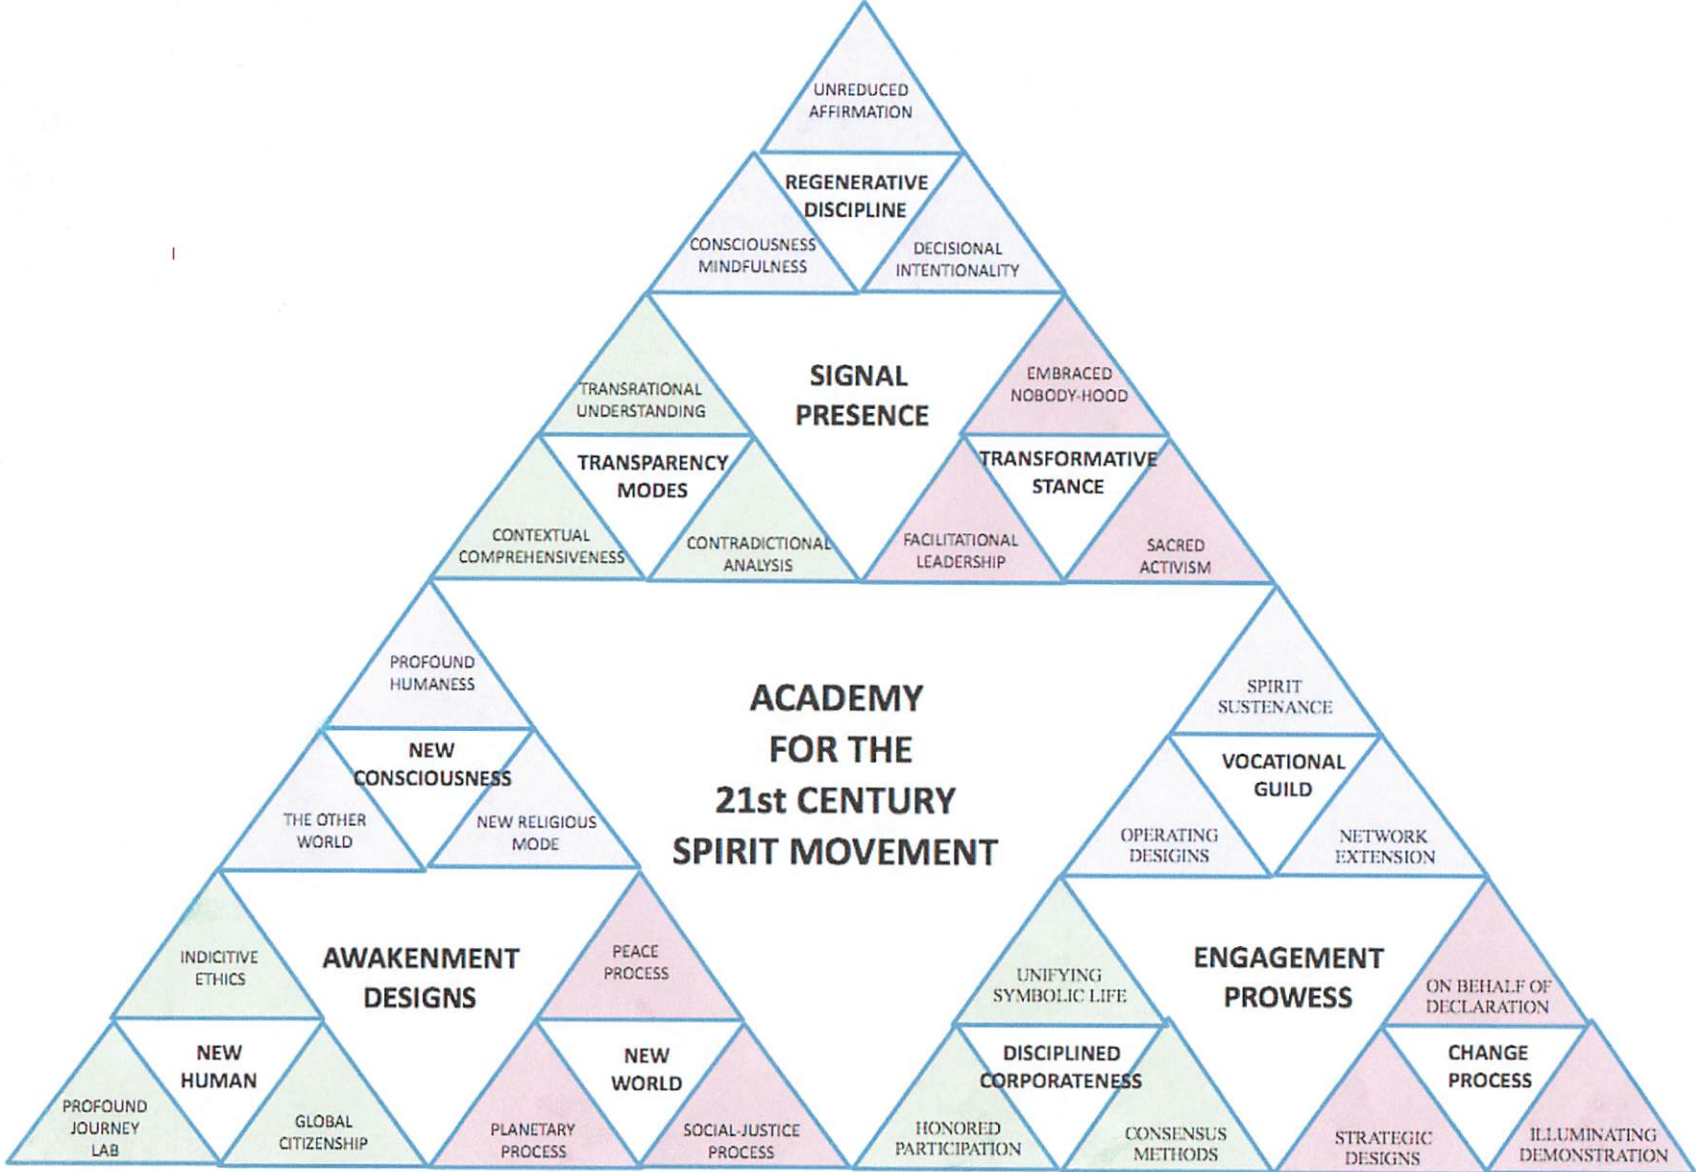 UNREDUCED
AFFIRMATION
REGENERATIVE
DISCIPLINE
CONSCIOUSNESS
MINDFULNESS
DECISIONAL
INTENTIONALITY
SIGNAL
PRESENCE
TRANSRATIONAL
UNDERSTANDING
EMBRACED
NOBODY-HOOD
TRANSPARENCY
MODES
TRANSFORMATIVE
STANCE
CONTEXTUAL
COMPREHENSIVENESS
CONTRADICTIONAL
ANALYSIS
FACILITATIONAL
LEADERSHIP
SACRED
ACTIVISM
ACADEMY
FOR THE
21st CENTURY
SPIRIT MOVEMENT
PROFOUND
HUMANESS
NEW
CONSCIOUSNESS
THE OTHER
WORLD
NEW RELIGIOUS
MODE
SPIRIT
SUSTENANCE
VOCATIONAL
GUILD
OPERATING
DESIGINS
NETWORK
EXTENSION
AWAKENMENT
DESIGNS
INDICITIVE
ETHICS
PEACE
PROCESS
NEW
HUMAN
NEW
WORLD
PROFOUND
JOURNEY
LAB
GLOBAL
CITIZENSHIP
PLANETARY
PROCESS
SOCIAL-JUSTICE
PROCESS
ENGAGEMENT
PROWESS
UNIFYING
SYMBOLIC LIFE
ON BEHALF OF
DECLARATION
DISCIPLINED
CORPORATENESS
CHANGE
PROCESS
HONORED
PARTICIPATION
CONSENSUS
METHODS
STRATEGIC
DESIGNS
ILLUMINATING
DEMONSTRATION